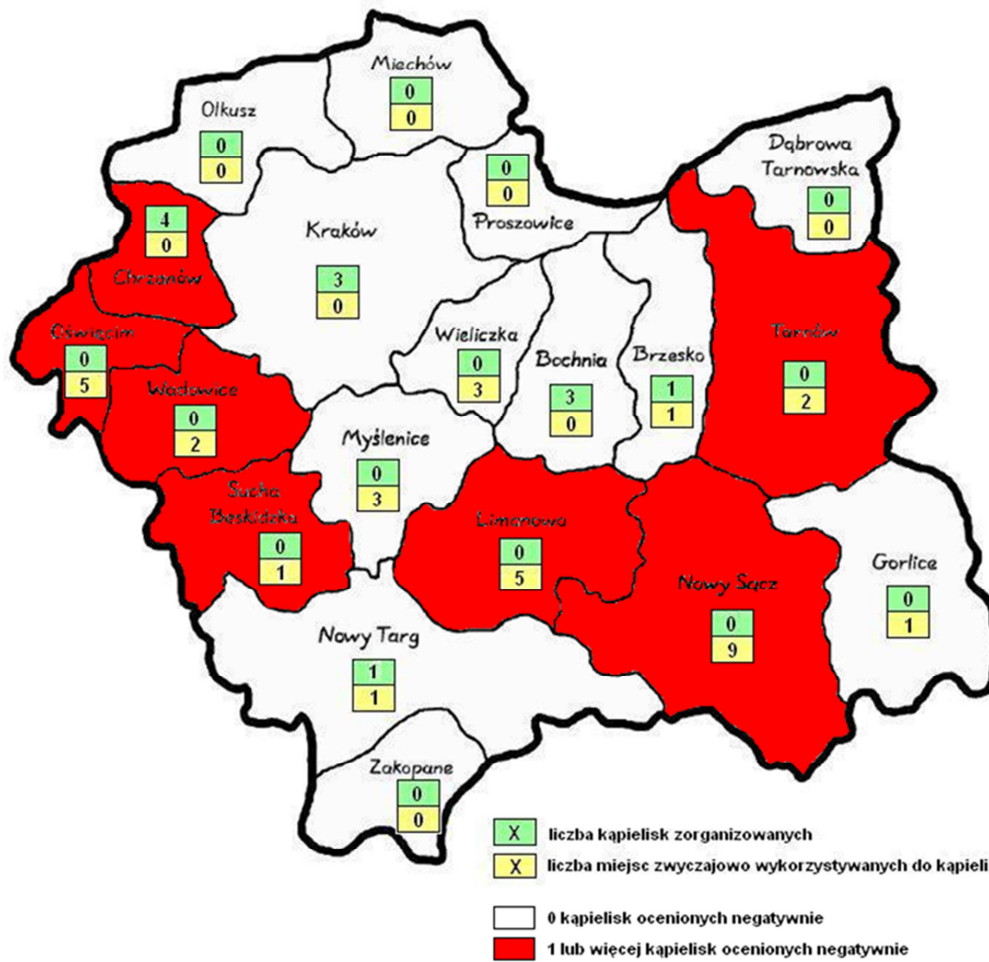 Miechów
0
0
Olkusz
0
0
Dąbrowa
Tarnowska
0
0
0
0
Proszowice
4
0
Chrzanów
Kraków
3
0
Oświęcim
0
5
Wieliczka
0
3
Bochnia
3
0
Brzesko
1
1
Tarnów
0
2
Wadowice
0
2
Myślenice
0
3
Sucha
Beskidzka
0
1
Limanowa
0
5
Nowy Sącz
0
9
Gorlice
0
1
Nowy Targ
1
1
Zakopane
0
0
X liczba kąpielisk zorganizowanych
X liczba miejsc zwyczajowo wykorzystywanych do kąpieli
0 kąpielisk ocenionych negatywnie
1 lub więcej kąpielisk ocenionych negatywnie